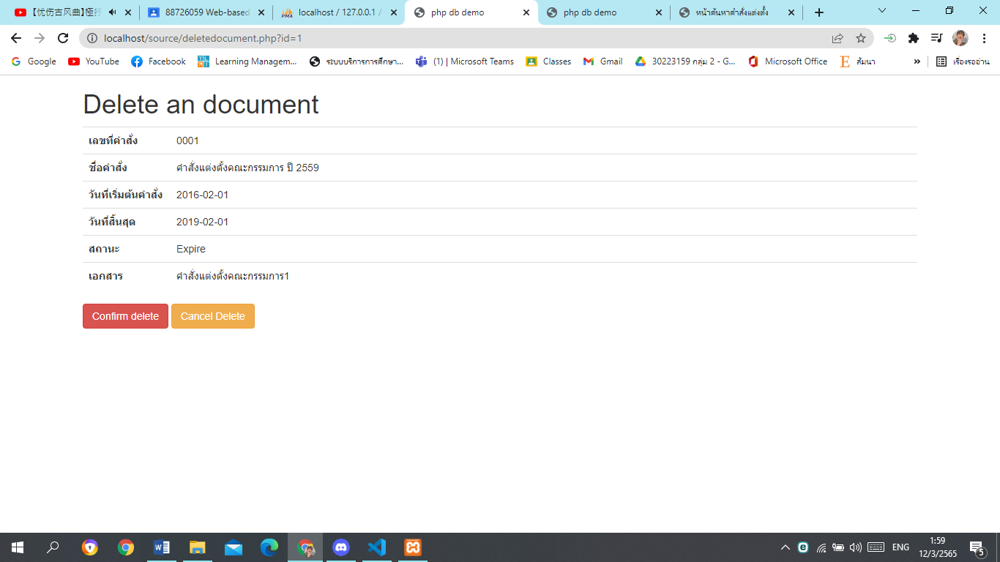 【优伤古风曲】極
88726059 Web-based
localhost / 127.0.0.1 /
php db demo
php db demo
หน้าค้นหาคำสั่งแต่งตั้ง
localhost/source/deletedocument.php?id=1
Google
YouTube
Facebook
Learning Managem...
ระบบบริการการศึกษา...
(1) | Microsoft Teams
Classes
Gmail
30223159 กลุ่ม 2 - G...
Microsoft Office
สัมนา
»
เรื่องรออ่าน
Delete an document
เลขที่คำสั่ง 0001
ชื่อคำสั่ง คำสั่งแต่งตั้งคณะกรรมการ ปี 2559
วันที่เริ่มต้นคำสั่ง 2016-02-01
วันที่สิ้นสุด 2019-02-01
สถานะ Expire
เอกสาร คำสั่งแต่งตั้งคณะกรรมการ1
Confirm delete
Cancel Delete
ENG
1:59
12/3/2565
5